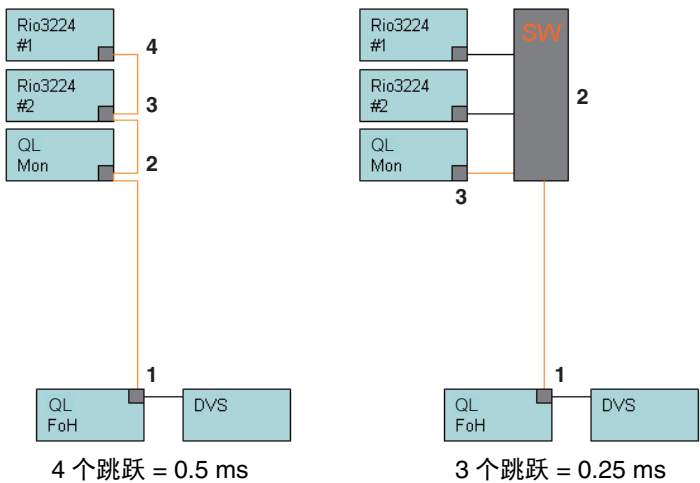 Rio3224
#1
4
Rio3224
#2
3
QL
Mon
2
1
QL
FoH
DVS
4 个跳跃 = 0.5 ms
Rio3224
#1
SW
Rio3224
#2
2
QL
Mon
3
1
QL
FoH
DVS
3 个跳跃 = 0.25 ms